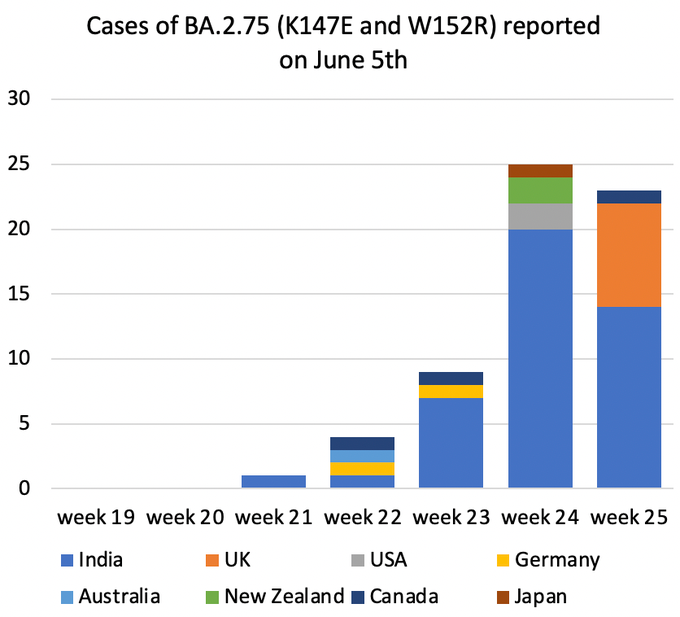 Cases of BA.2.75 (K147E and W152R) reported
on June 5th
30
25
20
15
10
5
0
week 19 week 20 week 21 week 22 week 23 week 24 week 25
India UK USA Germany
Australia New Zealand Canada Japan